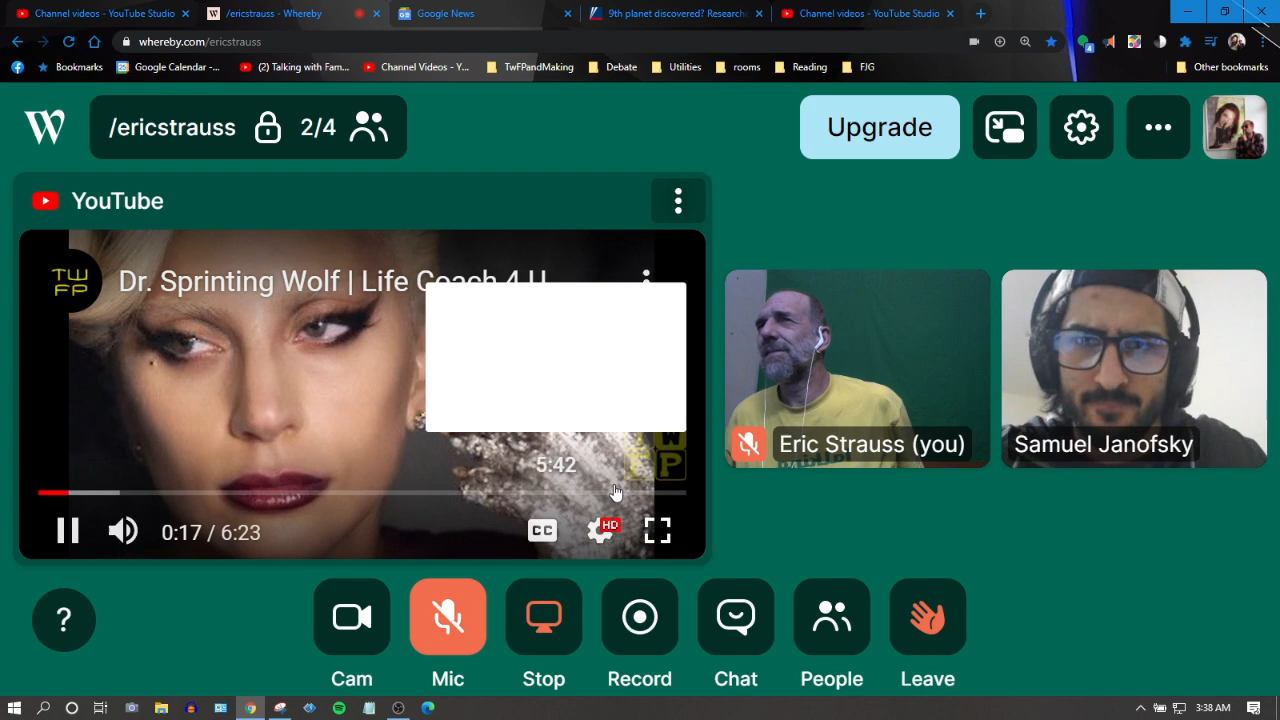 Channel videos - YouTube Studio
/ericstrauss - Whereby
Google News
9th planet discovered? Researche
Channel videos - YouTube Studio
whereby.com/ericstrauss
Bookmarks
Google Calendar -...
(2) Talking with Fam...
Channel Videos - Y...
TwFPandMaking
Debate
Utilities
rooms
Reading
FJG
Other bookmarks
/ericstrauss 2/4
Upgrade
YouTube
TW
FP
Dr. Sprinting Wolf | Life Coach 4 U
5:42
0:17 / 6:23
CC
HD
Eric Strauss (you)
Samuel Janofsky
?
Cam
Mic
Stop
Record
Chat
People
Leave
3:38 AM